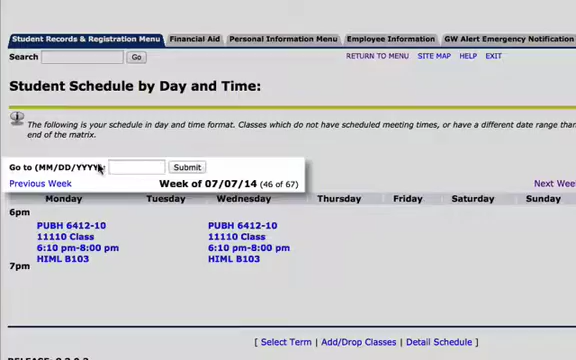 Student Records & Registration Menu Financial Aid Personal Information Menu Employee Information GW Alert Emergency Notification
Search Go RETURN TO MENU SITE MAP HELP EXIT
Student Schedule by Day and Time:
The following is your schedule in day and time format. Classes which do not have scheduled meeting times, or have a different date range than
end of the matrix.
Go to (MM/DD/YYYY): Submit
Previous Week Week of 07/07/14 (46 of 67) Next Week
Monday Tuesday Wednesday Thursday Friday Saturday Sunday
6pm
PUBH 6412-10 PUBH 6412-10
11110 Class 11110 Class
6:10 pm-8:00 pm 6:10 pm-8:00 pm
HIML B103 HIML B103
7pm
[ Select Term | Add/Drop Classes | Detail Schedule ]